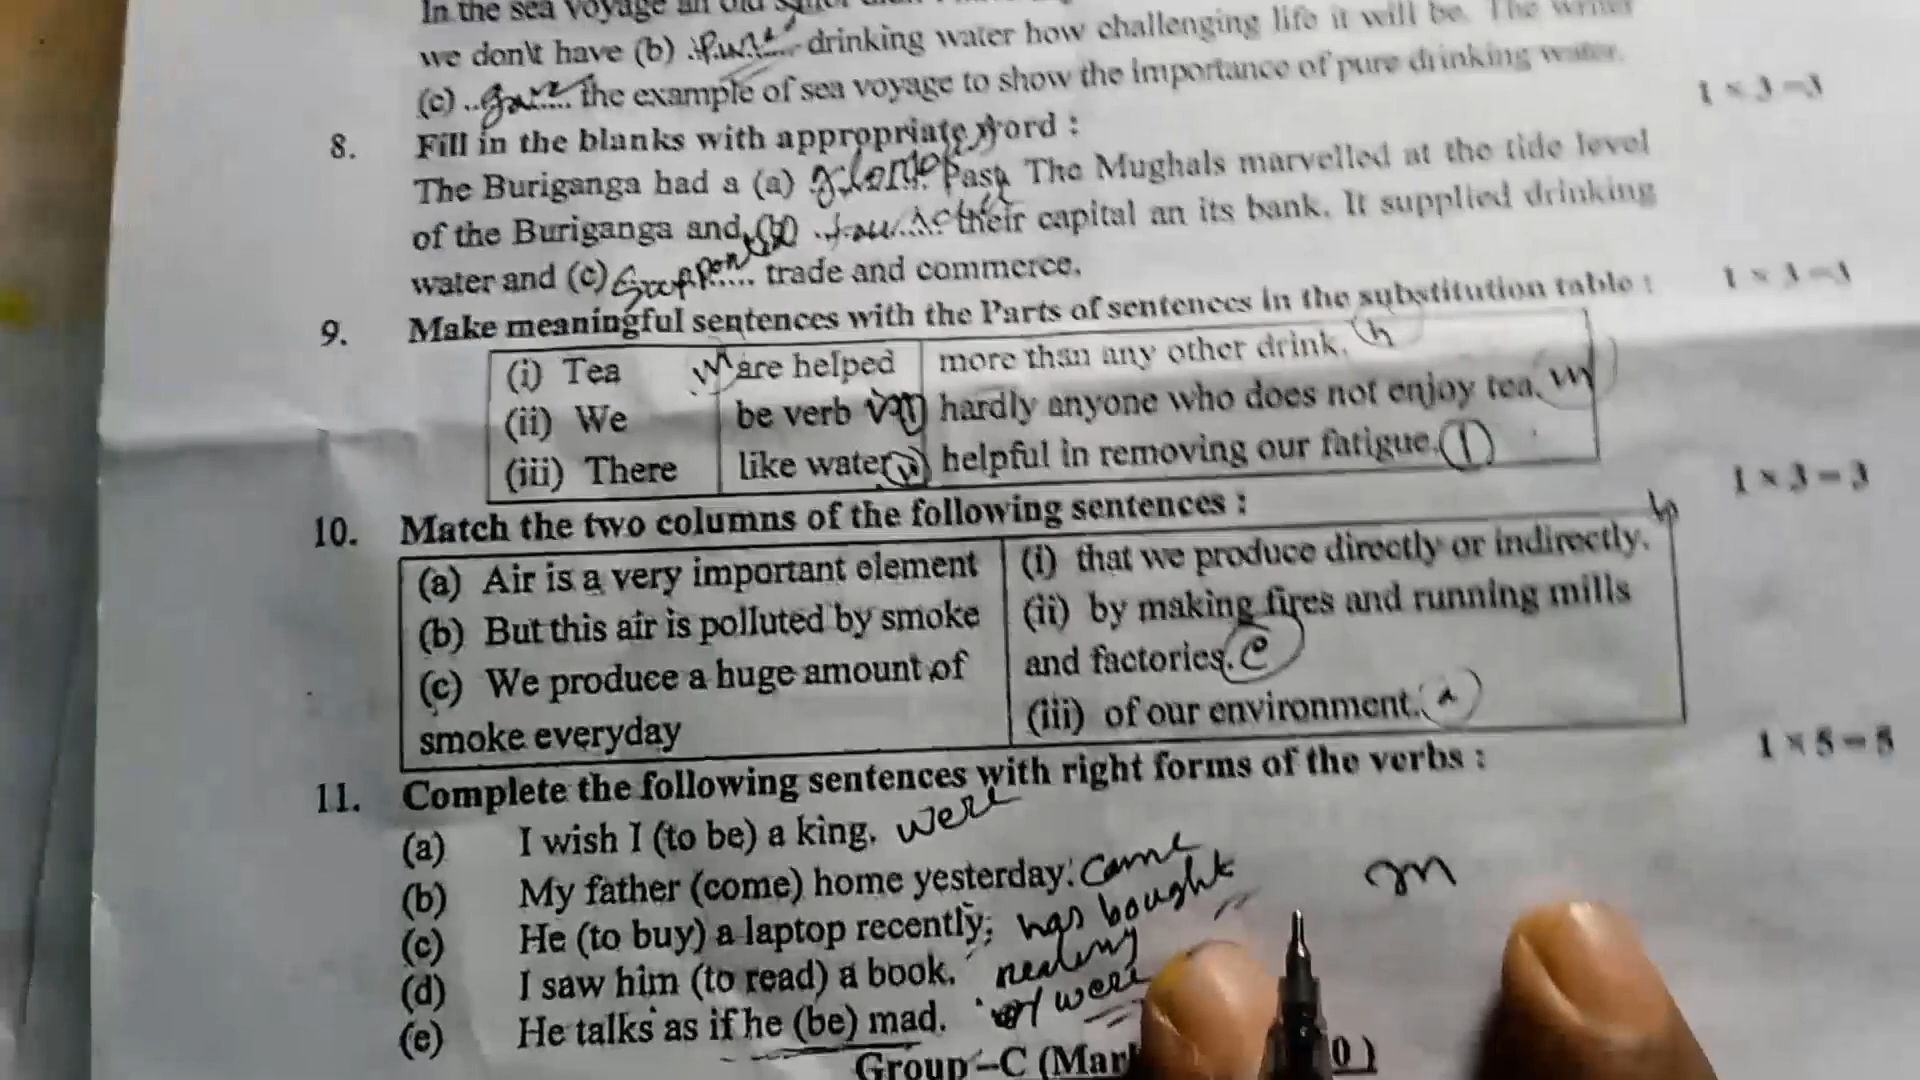 In the sea voyage an old
we don't have (b) ....... drinking water how challenging life it will be. The writer
(c) ..gave.... the example of sea voyage to show the importance of pure drinking water.
8. Fill in the blanks with appropriate word : 1 × 3 = 3
The Buriganga had a (a) Past. The Mughals marvelled at the tide level
of the Buriganga and (b) ....... their capital an its bank. It supplied drinking
water and (c) ....... trade and commerce.
9. Make meaningful sentences with the Parts of sentences in the substitution table : 1 × 3 = 3
(i) Tea are helped more than any other drink.
(ii) We be verb hardly anyone who does not enjoy tea.
(iii) There like water helpful in removing our fatigue.
10. Match the two columns of the following sentences : 1 × 3 = 3
(a) Air is a very important element (i) that we produce directly or indirectly. b
(b) But this air is polluted by smoke (ii) by making fires and running mills
(c) We produce a huge amount of and factories. c
smoke everyday (iii) of our environment. a
11. Complete the following sentences with right forms of the verbs : 1 × 5 = 5
(a) I wish I (to be) a king. were
(b) My father (come) home yesterday. came
(c) He (to buy) a laptop recently; has bought
(d) I saw him (to read) a book. reading
(e) He talks as if he (be) mad. were
Group-C (Mar 0 )